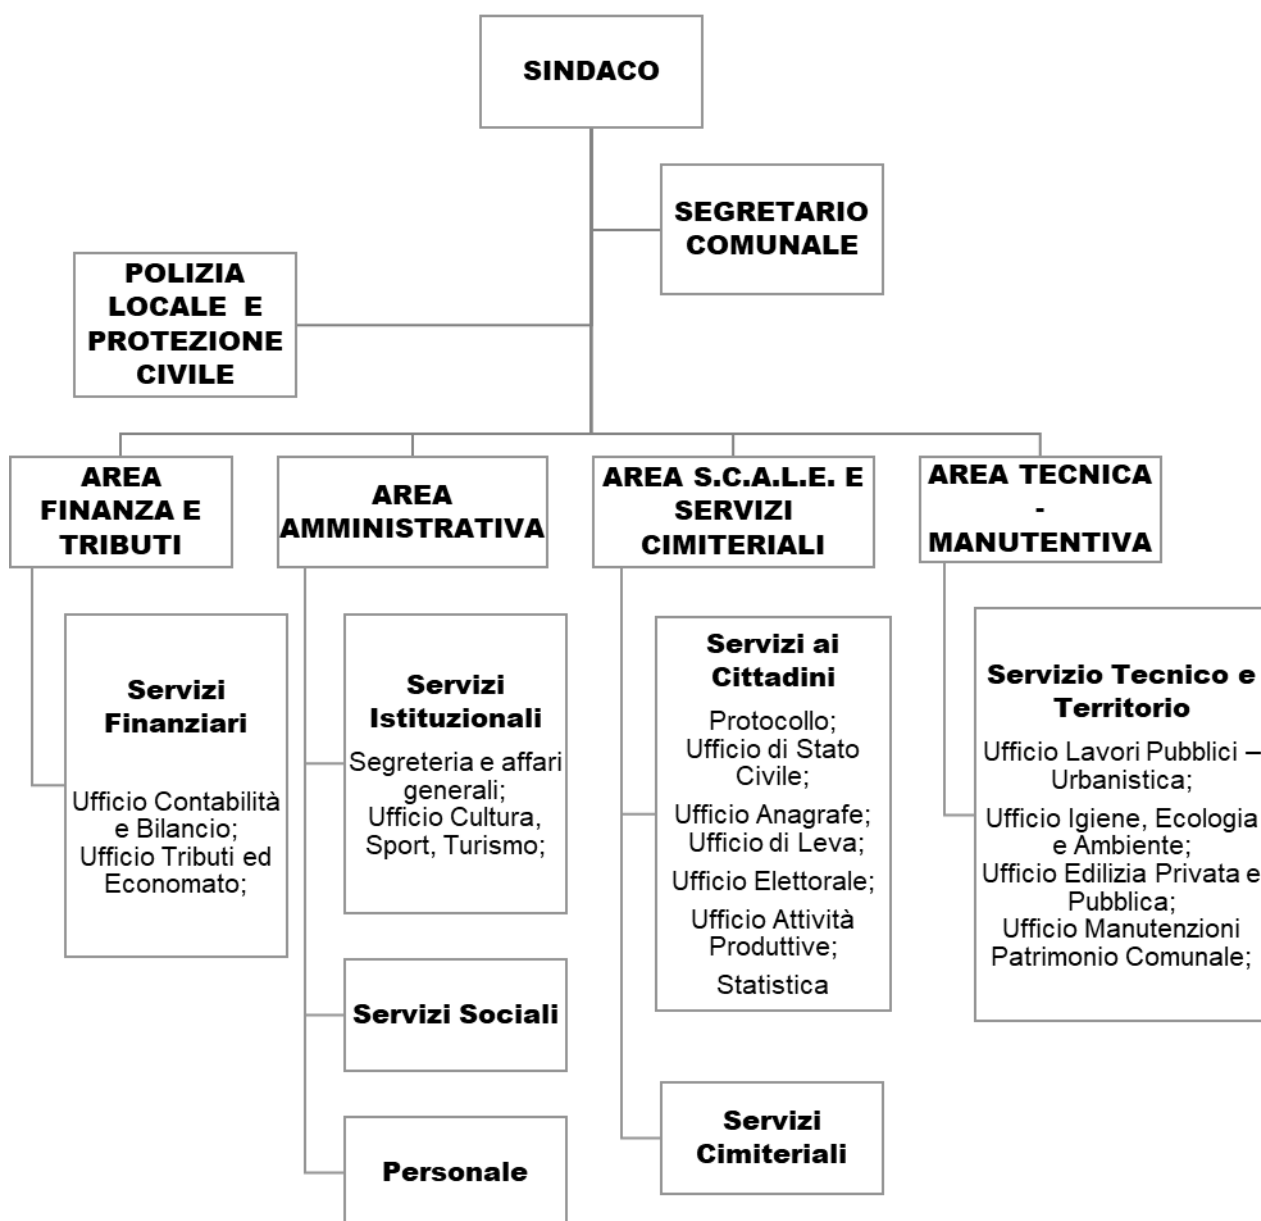 SINDACO
SEGRETARIO
COMUNALE
POLIZIA
LOCALE E
PROTEZIONE
CIVILE
AREA
FINANZA E
TRIBUTI
AREA
AMMINISTRATIVA
AREA S.C.A.L.E. E
SERVIZI
CIMITERIALI
AREA TECNICA
-
MANUTENTIVA
Servizi
Finanziari
Ufficio Contabilità
e Bilancio;
Ufficio Tributi ed
Economato;
Servizi
Istituzionali
Segreteria e affari
generali;
Ufficio Cultura,
Sport, Turismo;
Servizi Sociali
Personale
Servizi ai
Cittadini
Protocollo;
Ufficio di Stato
Civile;
Ufficio Anagrafe;
Ufficio di Leva;
Ufficio Elettorale;
Ufficio Attività
Produttive;
Statistica
Servizi
Cimiteriali
Servizio Tecnico e
Territorio
Ufficio Lavori Pubblici –
Urbanistica;
Ufficio Igiene, Ecologia
e Ambiente;
Ufficio Edilizia Privata e
Pubblica;
Ufficio Manutenzioni
Patrimonio Comunale;